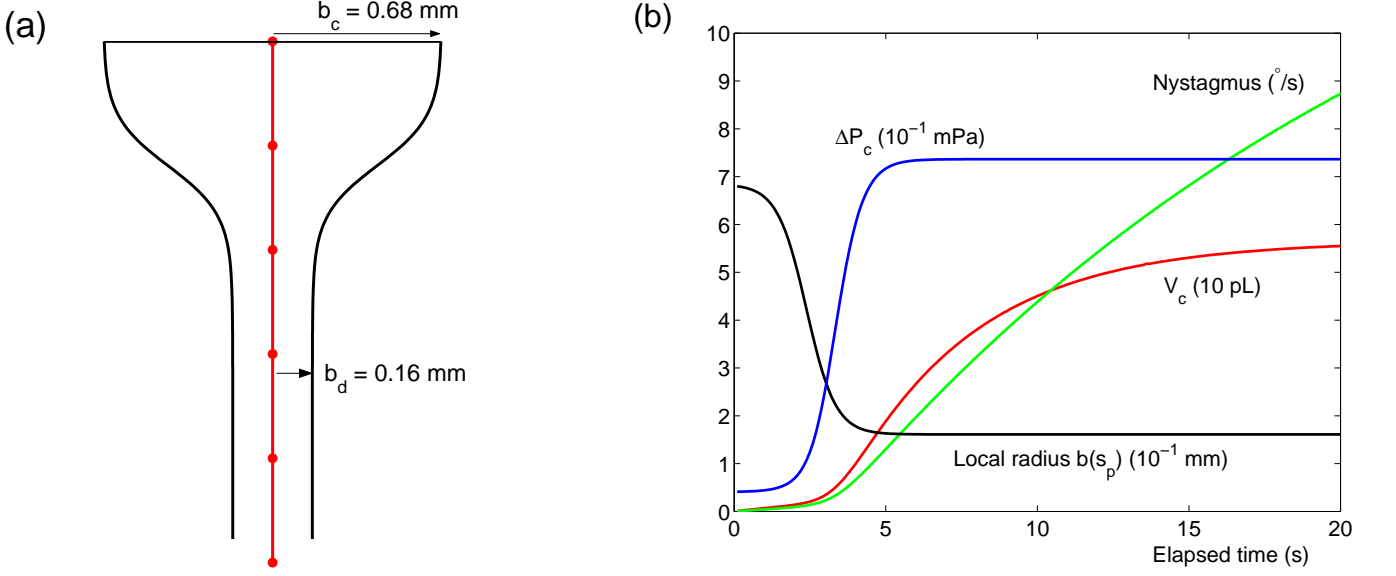 (a)
b_c = 0.68 mm
b_d = 0.16 mm
(b)
10
9
8
7
6
5
4
3
2
1
0
Nystagmus (°/s)
ΔP_c (10⁻¹ mPa)
V_c (10 pL)
Local radius b(s_p) (10⁻¹ mm)
0 5 10 15 20
Elapsed time (s)